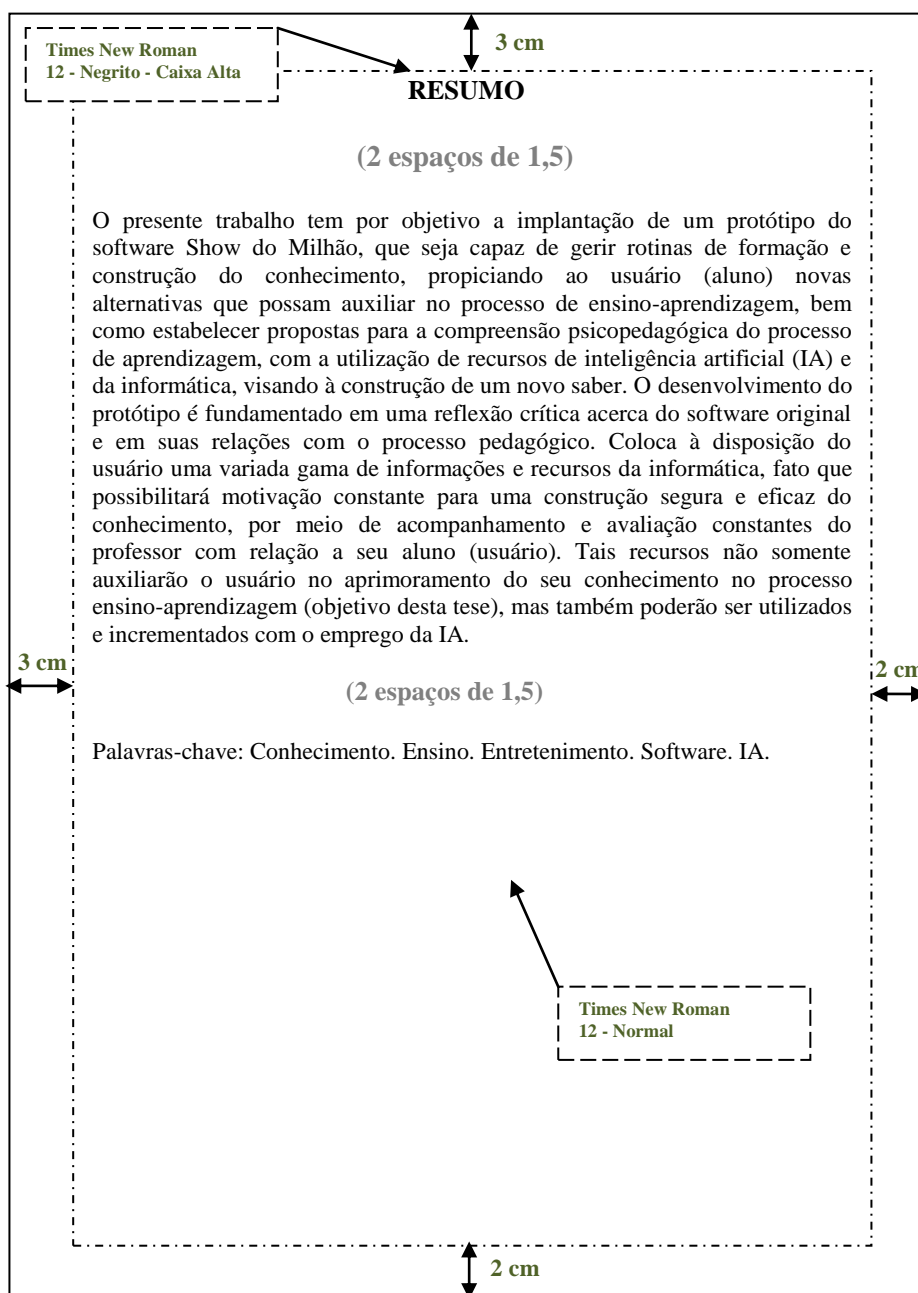 3 cm
Times New Roman
12 - Negrito - Caixa Alta
RESUMO
(2 espaços de 1,5)
O presente trabalho tem por objetivo a implantação de um protótipo do
software Show do Milhão, que seja capaz de gerir rotinas de formação e
construção do conhecimento, propiciando ao usuário (aluno) novas
alternativas que possam auxiliar no processo de ensino-aprendizagem, bem
como estabelecer propostas para a compreensão psicopedagógica do processo
de aprendizagem, com a utilização de recursos de inteligência artificial (IA) e
da informática, visando à construção de um novo saber. O desenvolvimento do
protótipo é fundamentado em uma reflexão crítica acerca do software original
e em suas relações com o processo pedagógico. Coloca à disposição do
usuário uma variada gama de informações e recursos da informática, fato que
possibilitará motivação constante para uma construção segura e eficaz do
conhecimento, por meio de acompanhamento e avaliação constantes do
professor com relação a seu aluno (usuário). Tais recursos não somente
auxiliarão o usuário no aprimoramento do seu conhecimento no processo
ensino-aprendizagem (objetivo desta tese), mas também poderão ser utilizados
e incrementados com o emprego da IA.
3 cm
2 cm
(2 espaços de 1,5)
Palavras-chave: Conhecimento. Ensino. Entretenimento. Software. IA.
Times New Roman
12 - Normal
2 cm